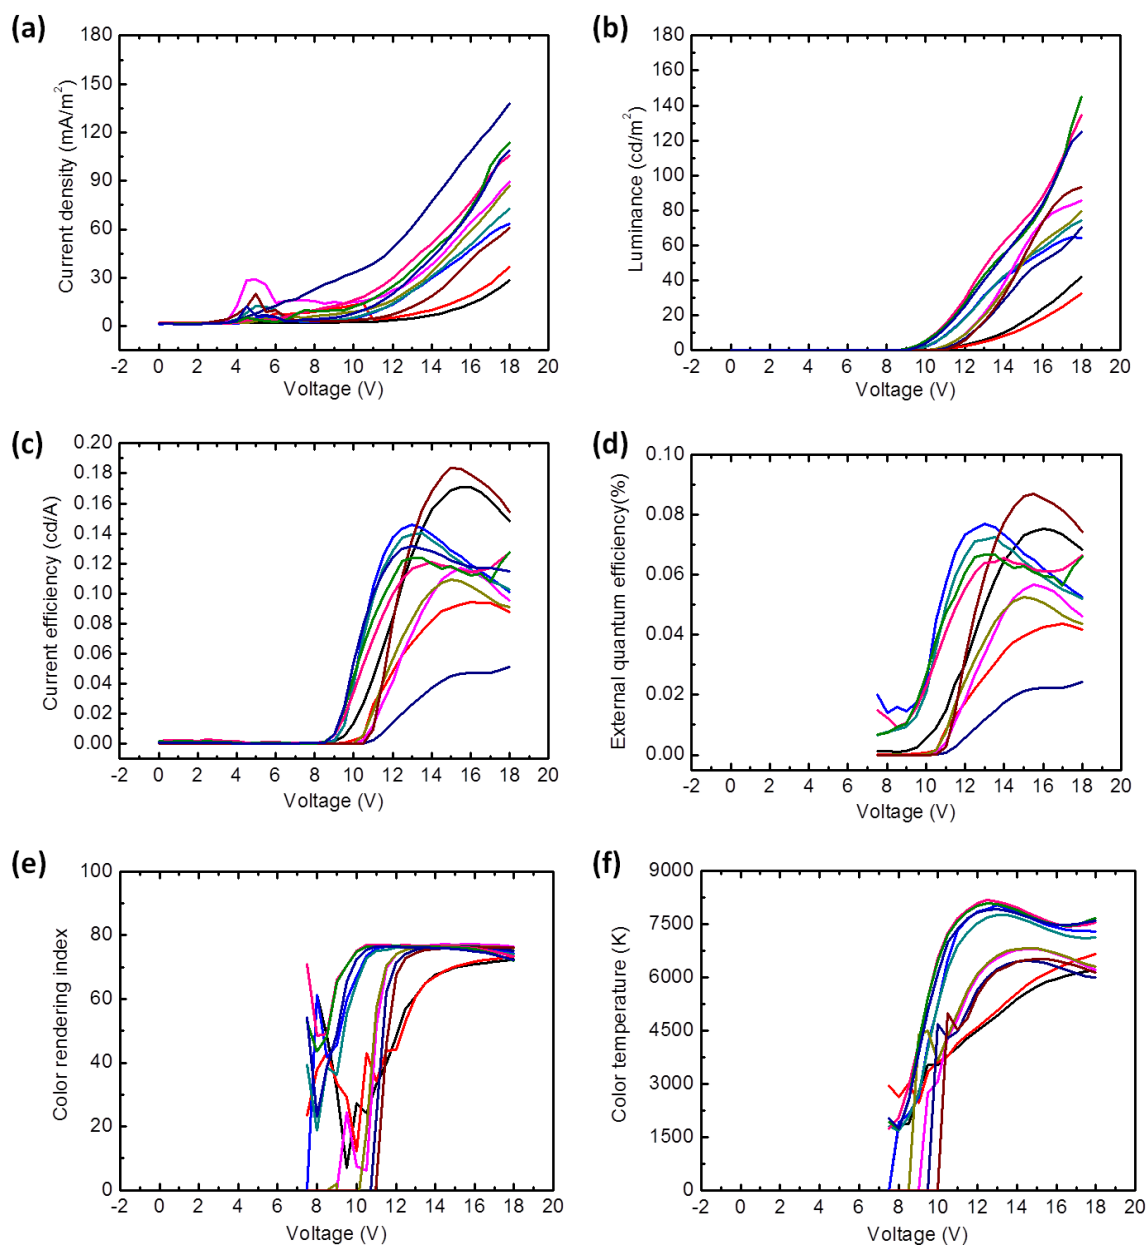 (a)
180
150
120
90
60
30
0
Current density (mA/m²)
-2 0 2 4 6 8 10 12 14 16 18 20
Voltage (V)
(b)
180
160
140
120
100
80
60
40
20
0
Luminance (cd/m²)
-2 0 2 4 6 8 10 12 14 16 18 20
Voltage (V)
(c)
0.20
0.18
0.16
0.14
0.12
0.10
0.08
0.06
0.04
0.02
0.00
Current efficiency (cd/A)
-2 0 2 4 6 8 10 12 14 16 18 20
Voltage (V)
(d)
0.10
0.08
0.06
0.04
0.02
0.00
External quantum efficiency(%)
-2 0 2 4 6 8 10 12 14 16 18 20
Voltage (V)
(e)
100
80
60
40
20
0
Color rendering index
-2 0 2 4 6 8 10 12 14 16 18 20
Voltage (V)
(f)
9000
7500
6000
4500
3000
1500
0
Color temperature (K)
-2 0 2 4 6 8 10 12 14 16 18 20
Voltage (V)